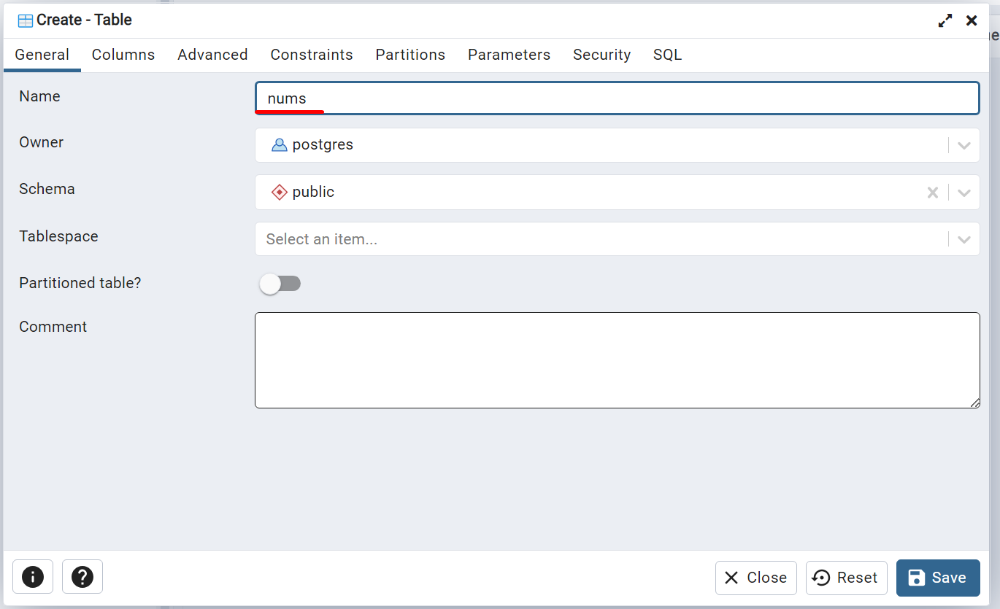 Create - Table
General Columns Advanced Constraints Partitions Parameters Security SQL
Name nums
Owner postgres
Schema public
Tablespace Select an item...
Partitioned table?
Comment
Close Reset Save